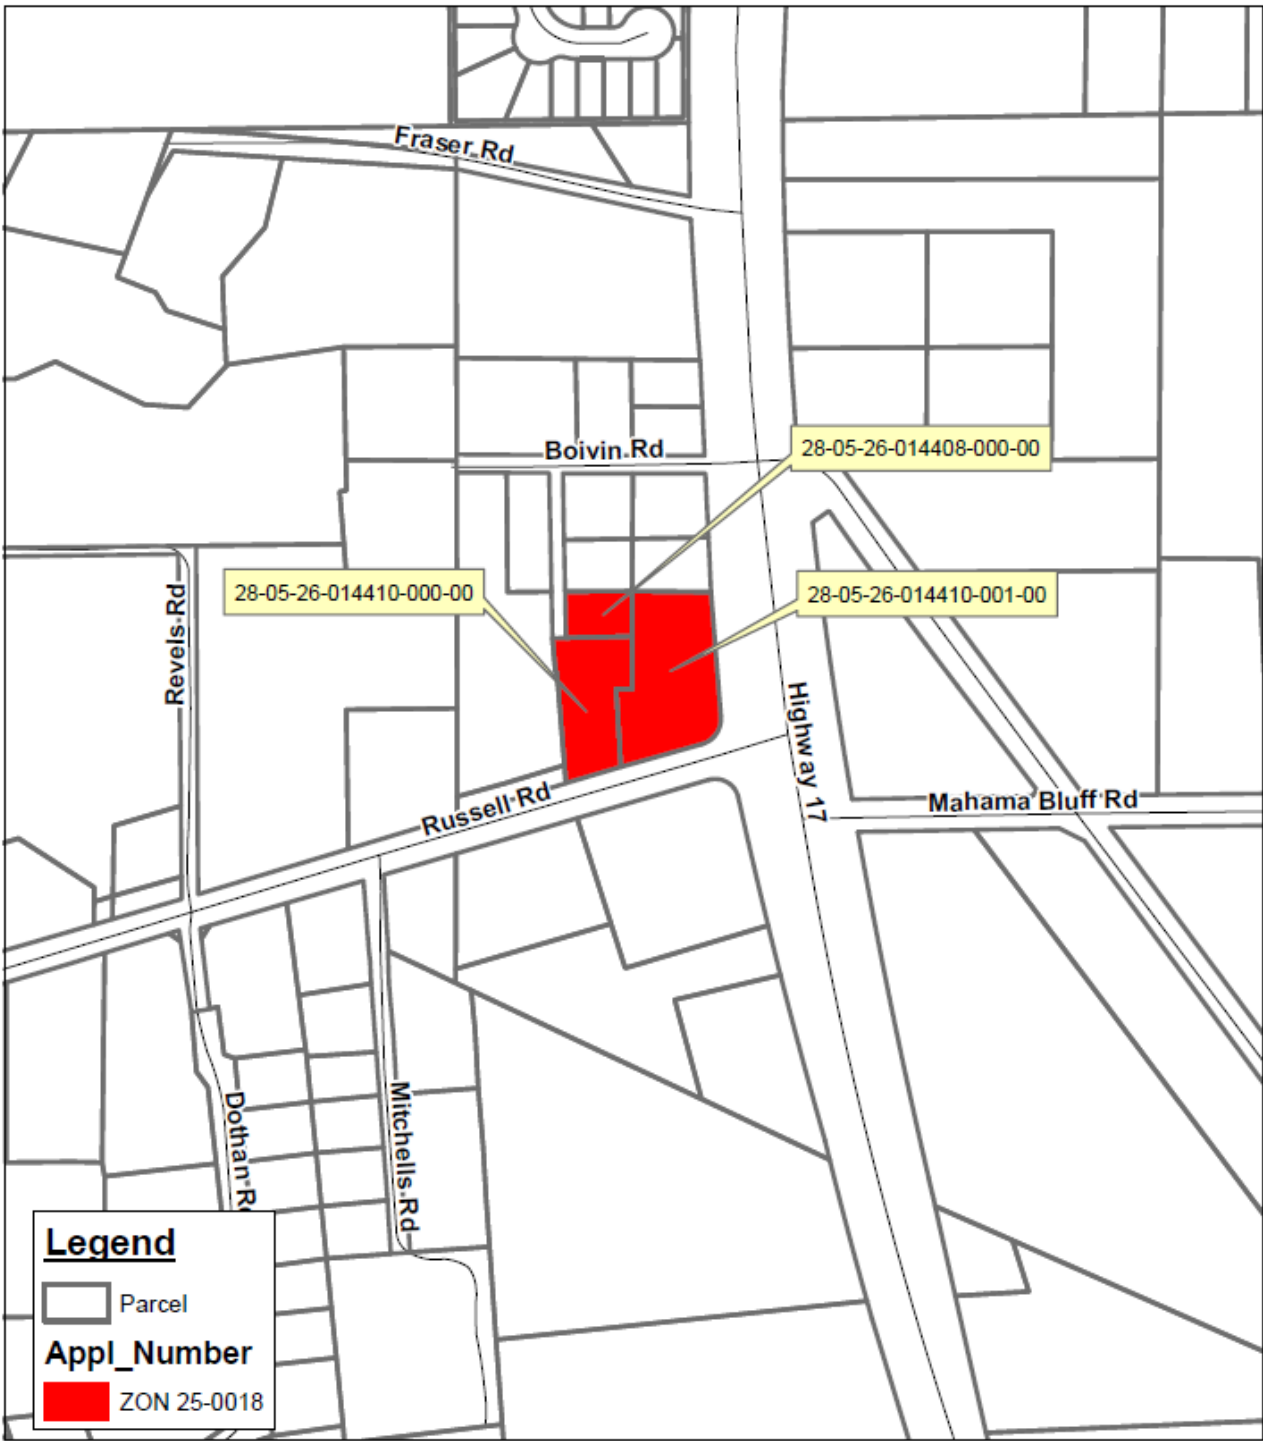 Fraser Rd
Boivin Rd
28-05-26-014408-000-00
28-05-26-014410-000-00
28-05-26-014410-001-00
Revels Rd
Highway 17
Russell Rd
Mahama Bluff Rd
Dothan Rd
Mitchells Rd
Legend
Parcel
Appl_Number
ZON 25-0018